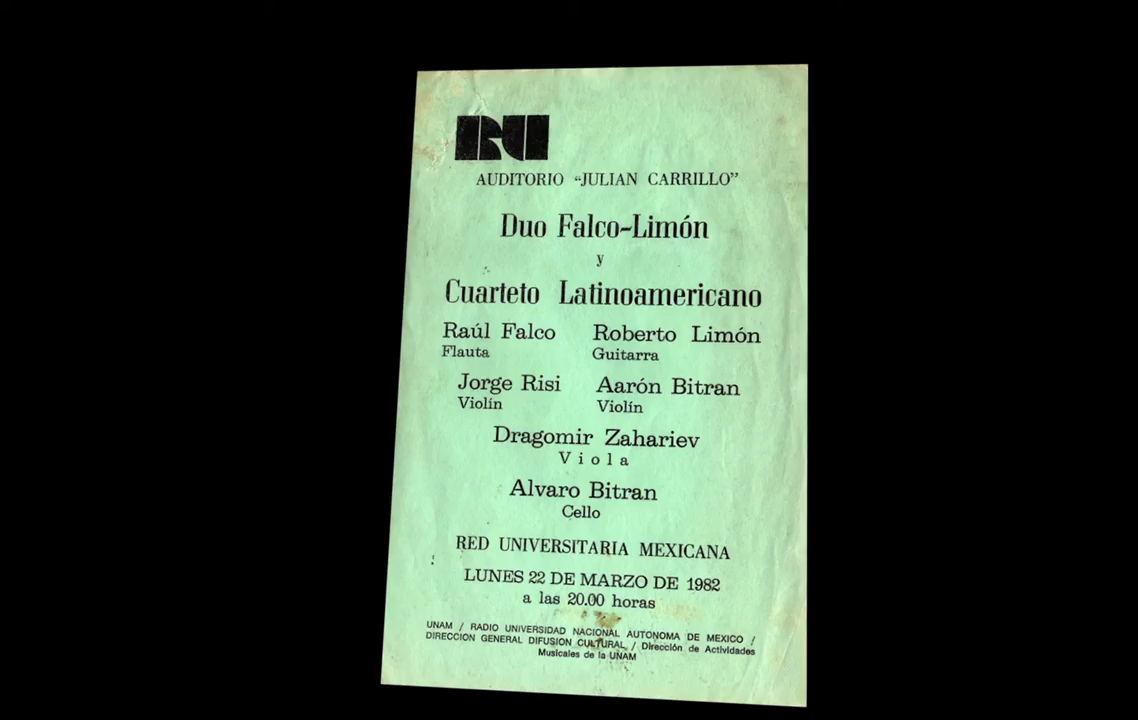 RU
AUDITORIO “JULIAN CARRILLO”
Duo Falco-Limón
y
Cuarteto Latinoamericano
Raúl Falco Roberto Limón
Flauta Guitarra
Jorge Risi Aarón Bitran
Violín Violín
Dragomir Zahariev
Viola
Alvaro Bitran
Cello
RED UNIVERSITARIA MEXICANA
LUNES 22 DE MARZO DE 1982
a las 20.00 horas
UNAM / RADIO UNIVERSIDAD NACIONAL AUTONOMA DE MEXICO /
DIRECCION GENERAL DIFUSION CULTURAL / Dirección de Actividades
Musicales de la UNAM